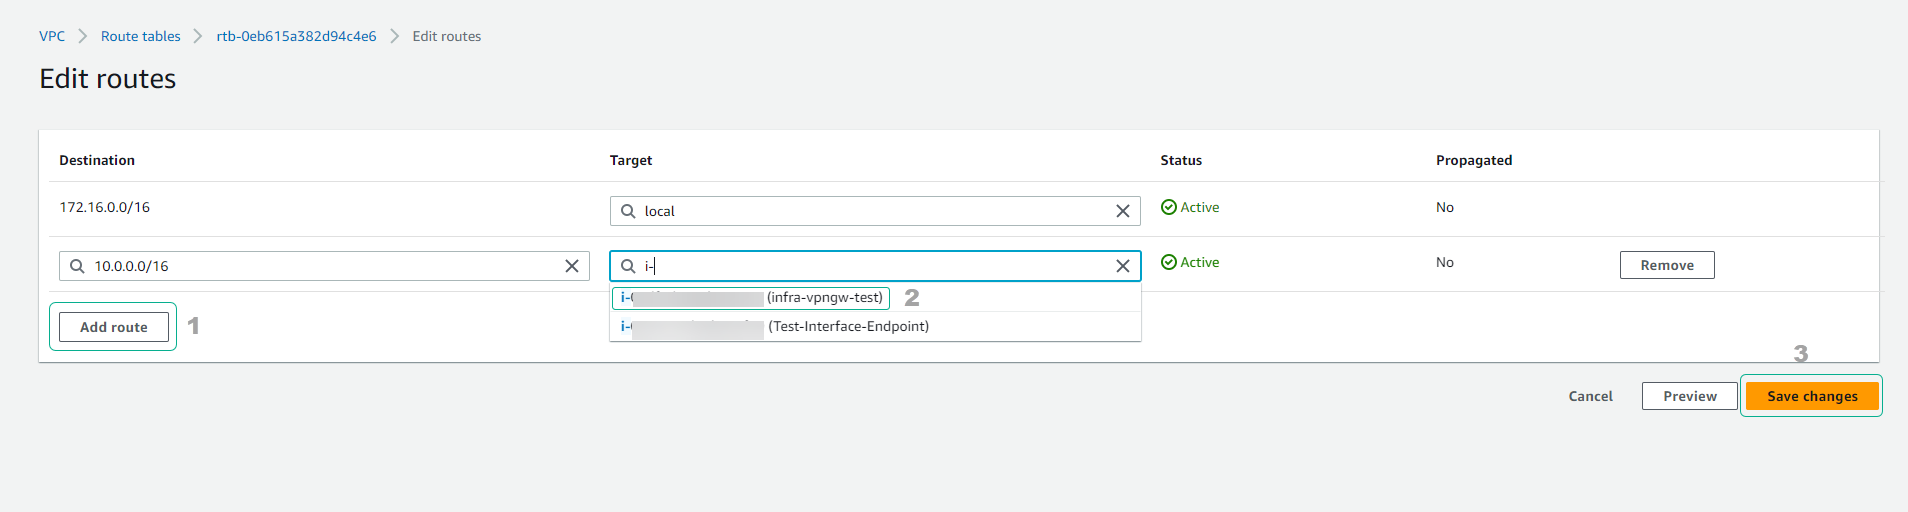 VPC > Route tables > rtb-0eb615a382d94c4e6 > Edit routes
Edit routes
Destination Target Status Propagated
172.16.0.0/16 local Active No
10.0.0.0/16 i- Active No Remove
i- (infra-vpngw-test) 2
i- (Test-Interface-Endpoint)
Add route 1
3
Cancel Preview Save changes